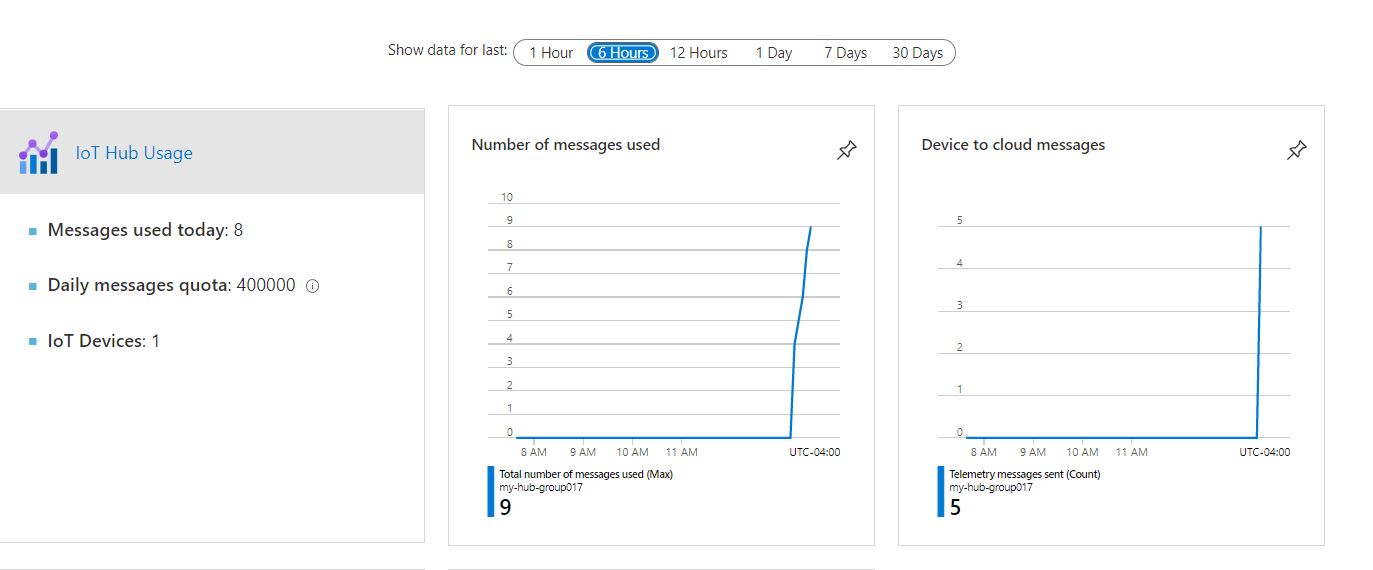 Show data for last: 1 Hour 6 Hours 12 Hours 1 Day 7 Days 30 Days
IoT Hub Usage
Messages used today: 8
Daily messages quota: 400000
IoT Devices: 1
Number of messages used
10
9
8
7
6
5
4
3
2
1
0
8 AM 9 AM 10 AM 11 AM UTC-04:00
Total number of messages used (Max)
my-hub-group017
9
Device to cloud messages
5
4
3
2
1
0
8 AM 9 AM 10 AM 11 AM UTC-04:00
Telemetry messages sent (Count)
my-hub-group017
5